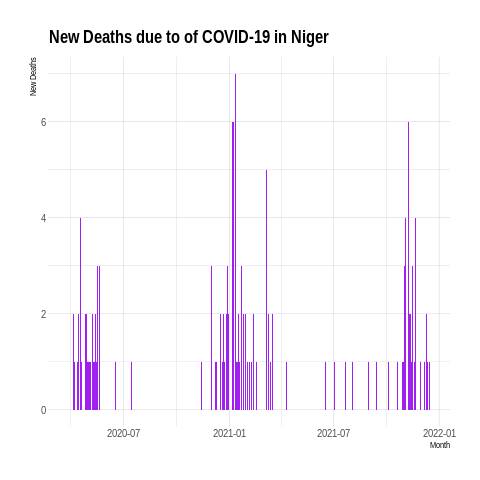 New Deaths due to of COVID-19 in Niger
New Deaths
6
4
2
0
2020-07
2021-01
2021-07
2022-01
Month